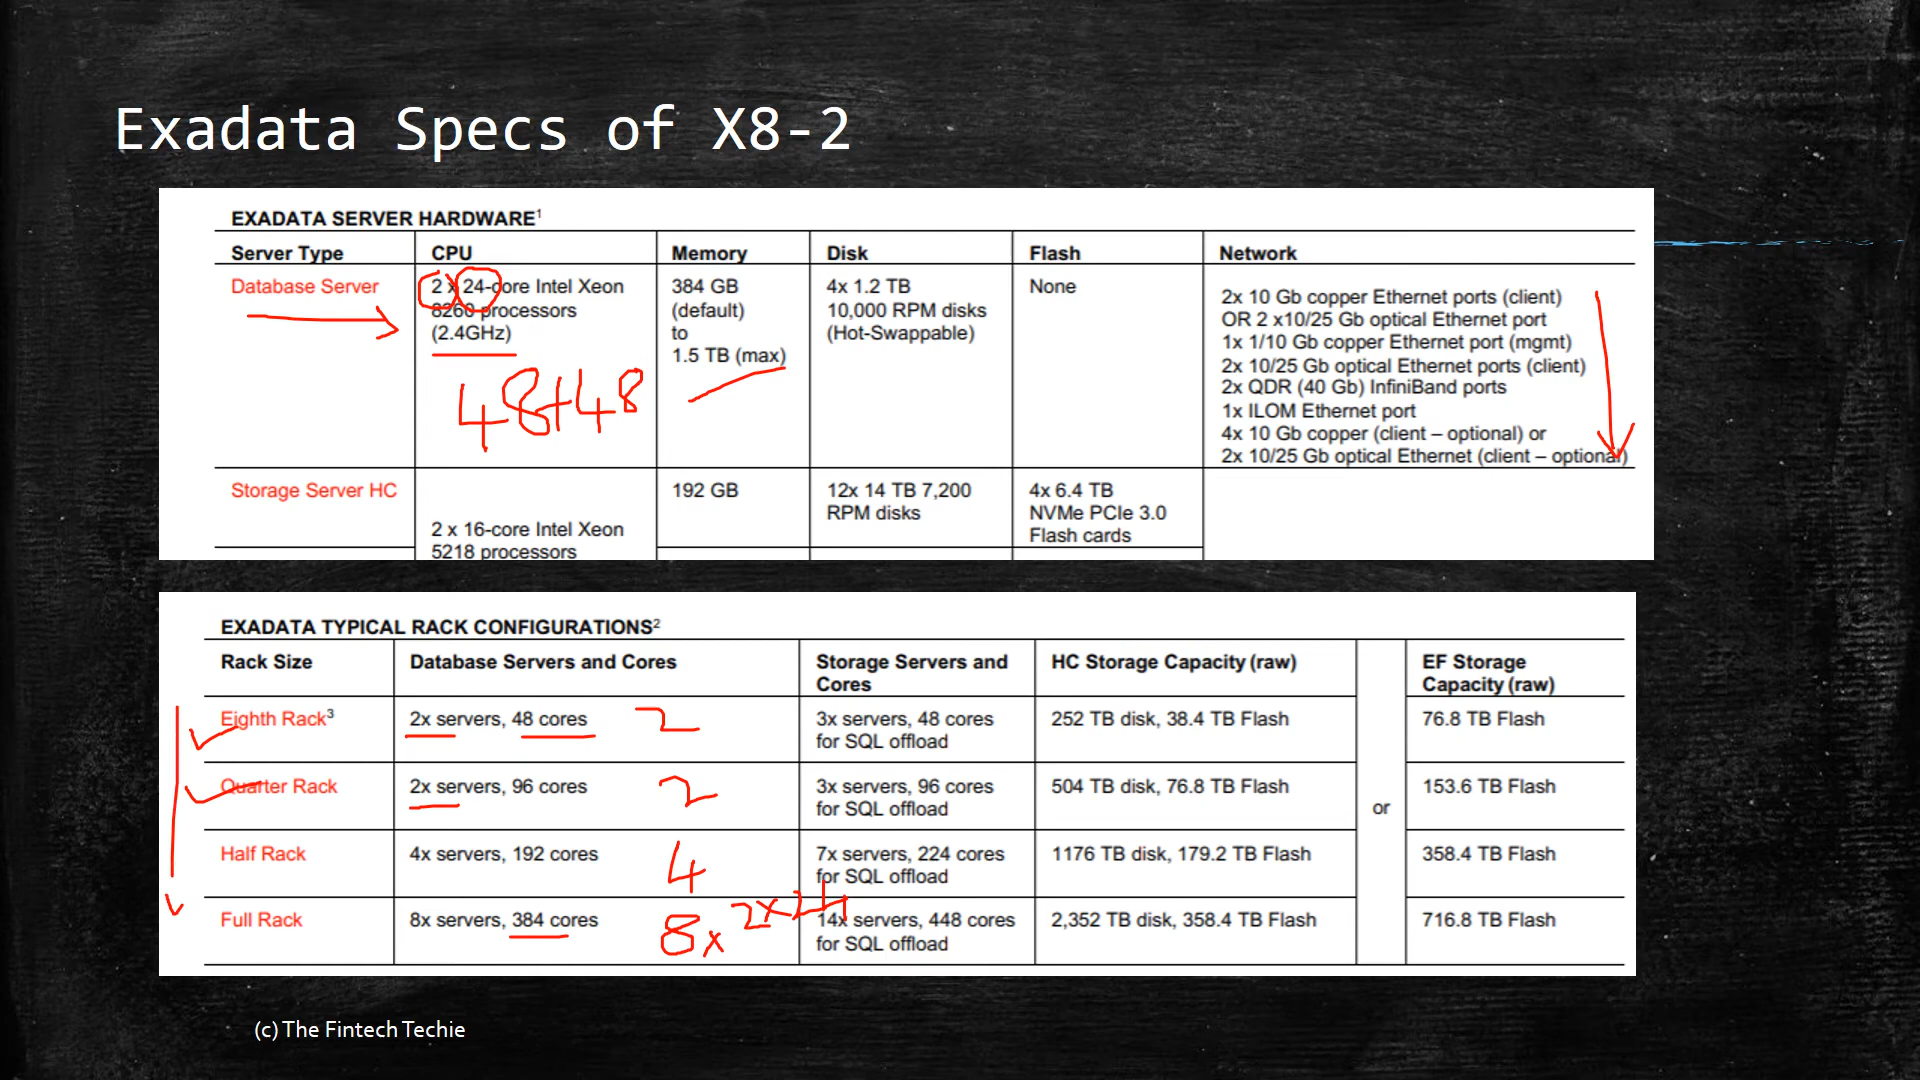 Exadata Specs of X8-2
EXADATA SERVER HARDWARE1
Server Type CPU Memory Disk Flash Network
Database Server
2 x 24-core Intel Xeon
8260 processors
(2.4GHz)
48+48
384 GB
(default)
to
1.5 TB (max)
4x 1.2 TB
10,000 RPM disks
(Hot-Swappable)
None
2x 10 Gb copper Ethernet ports (client)
OR 2 x10/25 Gb optical Ethernet port
1x 1/10 Gb copper Ethernet port (mgmt)
2x 10/25 Gb optical Ethernet ports (client)
2x QDR (40 Gb) InfiniBand ports
1x ILOM Ethernet port
4x 10 Gb copper (client – optional) or
2x 10/25 Gb optical Ethernet (client – optional)
Storage Server HC
2 x 16-core Intel Xeon
5218 processors
192 GB
12x 14 TB 7,200
RPM disks
4x 6.4 TB
NVMe PCIe 3.0
Flash cards
EXADATA TYPICAL RACK CONFIGURATIONS2
Rack Size
Database Servers and Cores
Storage Servers and
Cores
HC Storage Capacity (raw)
EF Storage
Capacity (raw)
Eighth Rack3
2x servers, 48 cores
2
3x servers, 48 cores
for SQL offload
252 TB disk, 38.4 TB Flash
76.8 TB Flash
Quarter Rack
2x servers, 96 cores
2
3x servers, 96 cores
for SQL offload
504 TB disk, 76.8 TB Flash
or
153.6 TB Flash
Half Rack
4x servers, 192 cores
4
7x servers, 224 cores
for SQL offload
1176 TB disk, 179.2 TB Flash
358.4 TB Flash
Full Rack
8x servers, 384 cores
8x 2x24
14x servers, 448 cores
for SQL offload
2,352 TB disk, 358.4 TB Flash
716.8 TB Flash
(c) The Fintech Techie